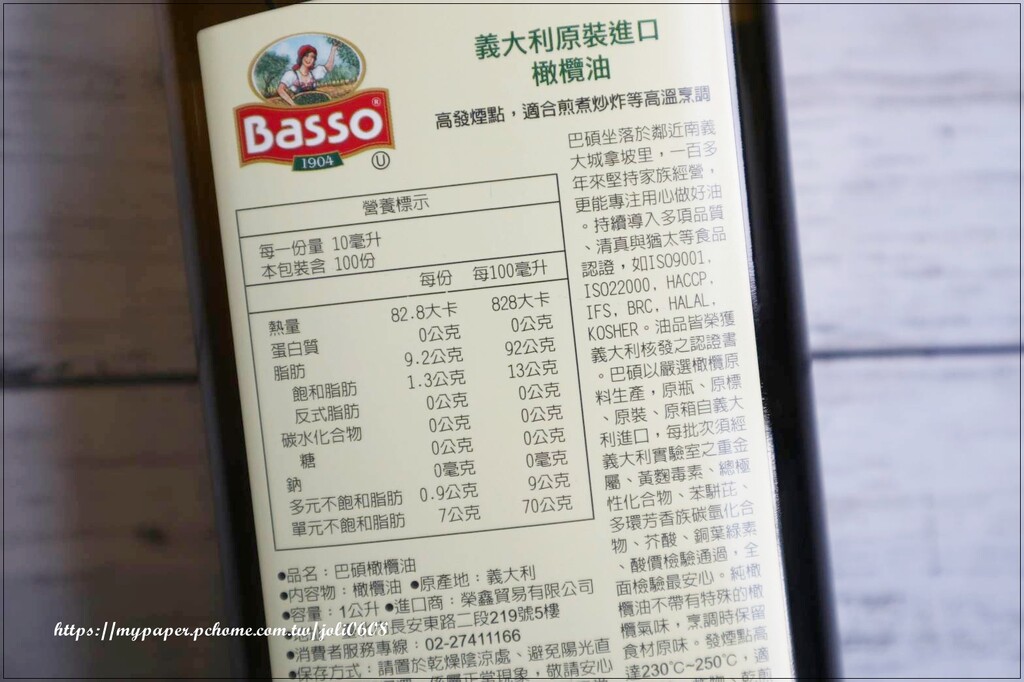 Basso
®
1904
U
義大利原裝進口
橄欖油
高發煙點,適合煎煮炒炸等高溫烹調
營養標示
每一份量 10毫升
本包裝含 100份
每份 每100毫升
熱量 82.8大卡 828大卡
蛋白質 0公克 0公克
脂肪 9.2公克 92公克
飽和脂肪 1.3公克 13公克
反式脂肪 0公克 0公克
碳水化合物 0公克 0公克
糖 0公克 0公克
鈉 0毫克 0毫克
多元不飽和脂肪 0.9公克 9公克
單元不飽和脂肪 7公克 70公克
●品名:巴碩橄欖油
●內容物:橄欖油 ●原產地:義大利
●容量:1公升 ●進口商:榮鑫貿易有限公司
長安東路二段219號5樓
●消費者服務專線:02-27411166
●保存方式:請置於乾燥陰涼處、避免陽光直
正常現象,敬請安心
巴碩坐落於鄰近南義
大城拿坡里,一百多
年來堅持家族經營,
更能專注用心做好油
。持續導入多項品質
、清真與猶太等食品
認證,如ISO9001,
ISO22000, HACCP,
IFS, BRC, HALAL,
KOSHER。油品皆榮獲
義大利核發之認證書
。巴碩以嚴選橄欖原
料生產,原瓶、原標
、原裝、原箱自義大
利進口,每批次須經
義大利實驗室之重金
屬、黃麴毒素、總極
性化合物、苯駢芘、
多環芳香族碳氫化合
物、芥酸、銅葉綠素
、酸價檢驗通過,全
面檢驗最安心。純橄
欖油不帶有特殊的橄
欖氣味,烹調時保留
食材原味。發煙點高
達230℃~250℃,適
https://mypaper.pchome.com.tw/joli0608